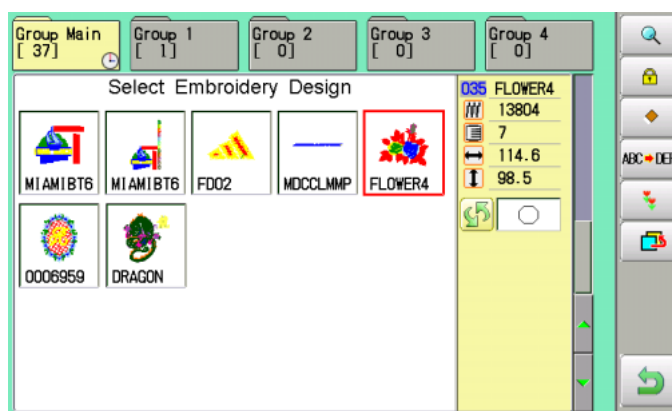 Group Main
[ 37]
Group 1
[ 1]
Group 2
[ 0]
Group 3
[ 0]
Group 4
[ 0]
Select Embroidery Design
035 FLOWER4
13804
7
114.6
98.5
MIAMIBT6
MIAMIBT6
FD02
MDCCLMMP
FLOWER4
0006959
DRAGON
ABC DEF